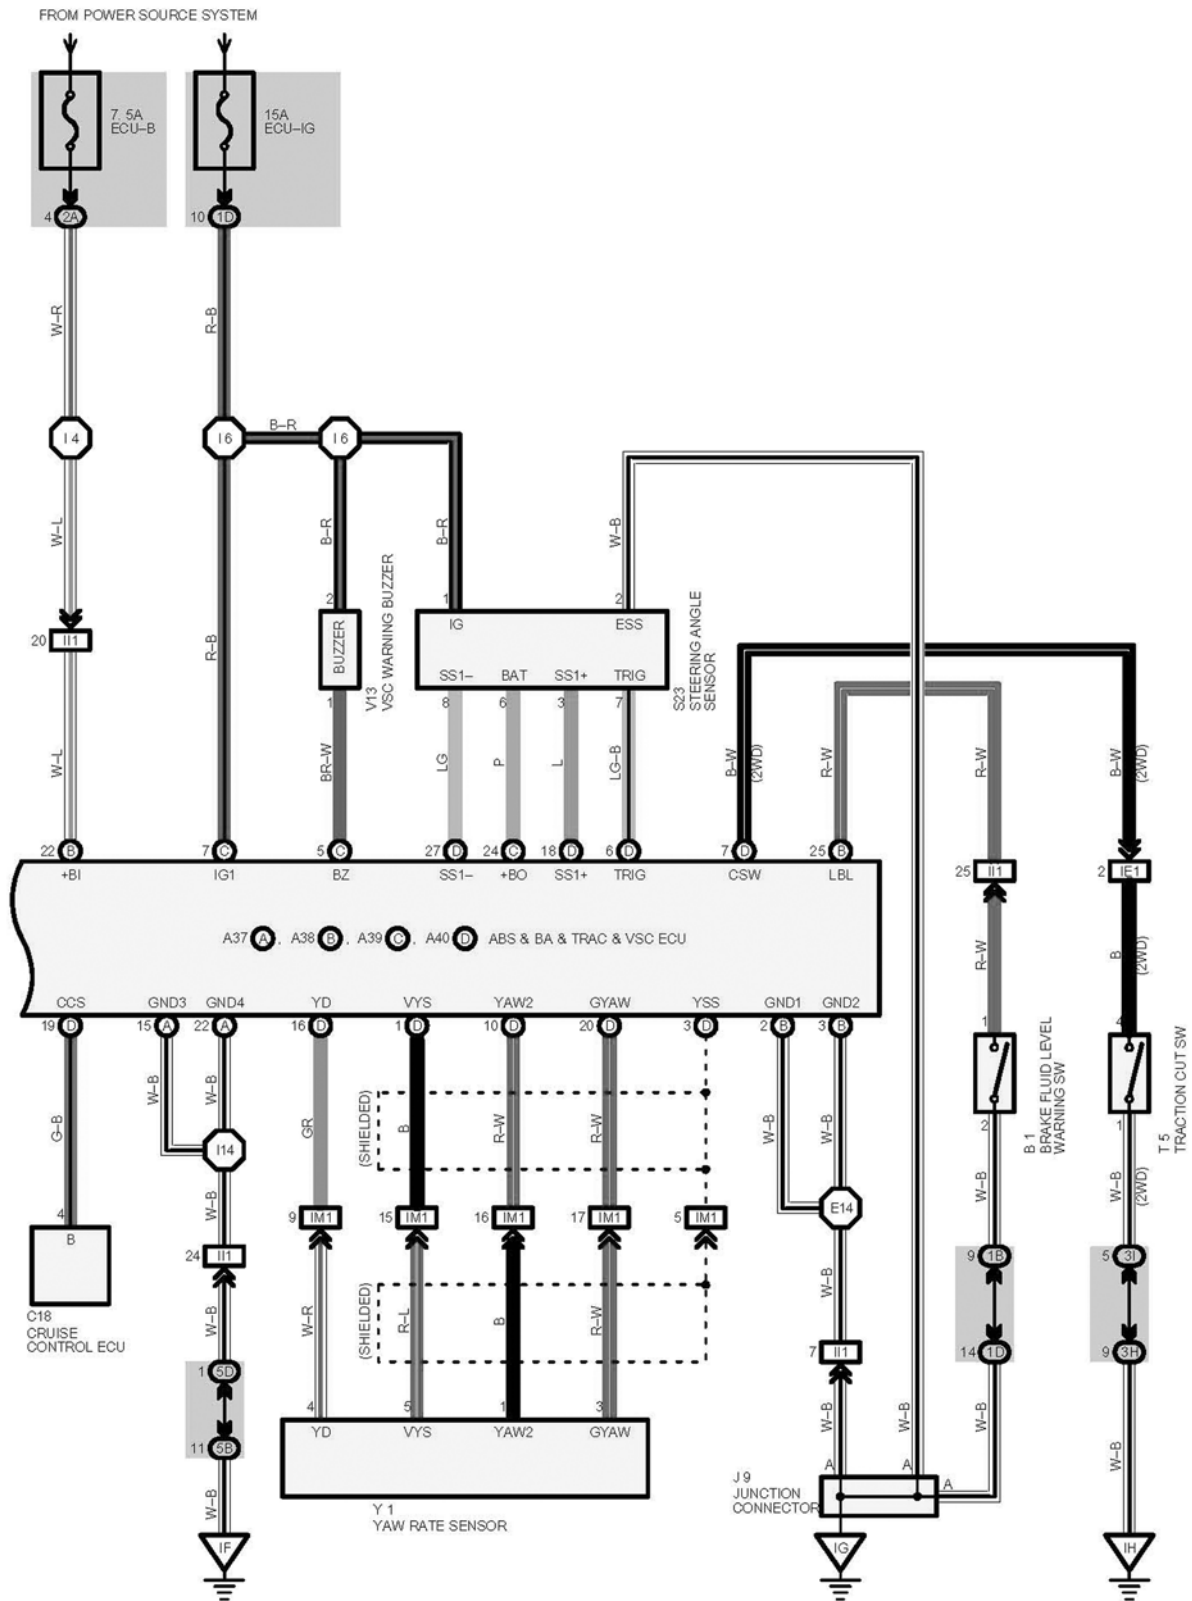 FROM POWER SOURCE SYSTEM
7. 5A
ECU–B
15A
ECU–IG
4 2A
10 1D
W–R
R–B
I 4
I 6
B–R
I 6
W–L
B–R
B–R
W–B
20 II1
R–B
2
BUZZER
1
V13
VSC WARNING BUZZER
1
2
IG
ESS
SS1–
BAT
SS1+
TRIG
8
6
3
7
S23
STEERING ANGLE
SENSOR
W–L
BR–W
LG
P
L
LG–B
B–W
(2WD)
R–W
R–W
B–W
(2WD)
22 B
7 C
5 C
27 D
24 C
18 D
6 D
7 D
25 B
25 II1
2 IE1
+BI
IG1
BZ
SS1–
+BO
SS1+
TRIG
CSW
LBL
A37 A , A38 B , A39 C , A40 D ABS & BA & TRAC & VSC ECU
R–W
B
(2WD)
CCS
GND3
GND4
YD
VYS
YAW2
GYAW
YSS
GND1
GND2
19 D
15 A
22 A
16 D
1 D
10 D
20 D
3 D
2 B
3 B
1
4
B 1
BRAKE FLUID LEVEL
WARNING SW
T 5
TRACTION CUT SW
2
1
G–B
W–B
W–B
GR
(SHIELDED)
B
R–W
R–W
W–B
W–B
I14
W–B
W–B
W–B
(2WD)
4
B
C18
CRUISE
CONTROL ECU
9 IM1
15 IM1
16 IM1
17 IM1
5 IM1
E14
24 II1
9 1B
5 3I
W–B
W–R
(SHIELDED)
R–L
B
R–W
W–B
7 II1
14 1D
9 3H
1 5D
11 5B
4
5
1
3
YD
VYS
YAW2
GYAW
Y 1
YAW RATE SENSOR
W–B
W–B
W–B
W–B
W–B
A
A
A
J 9
JUNCTION
CONNECTOR
IF
IG
IH